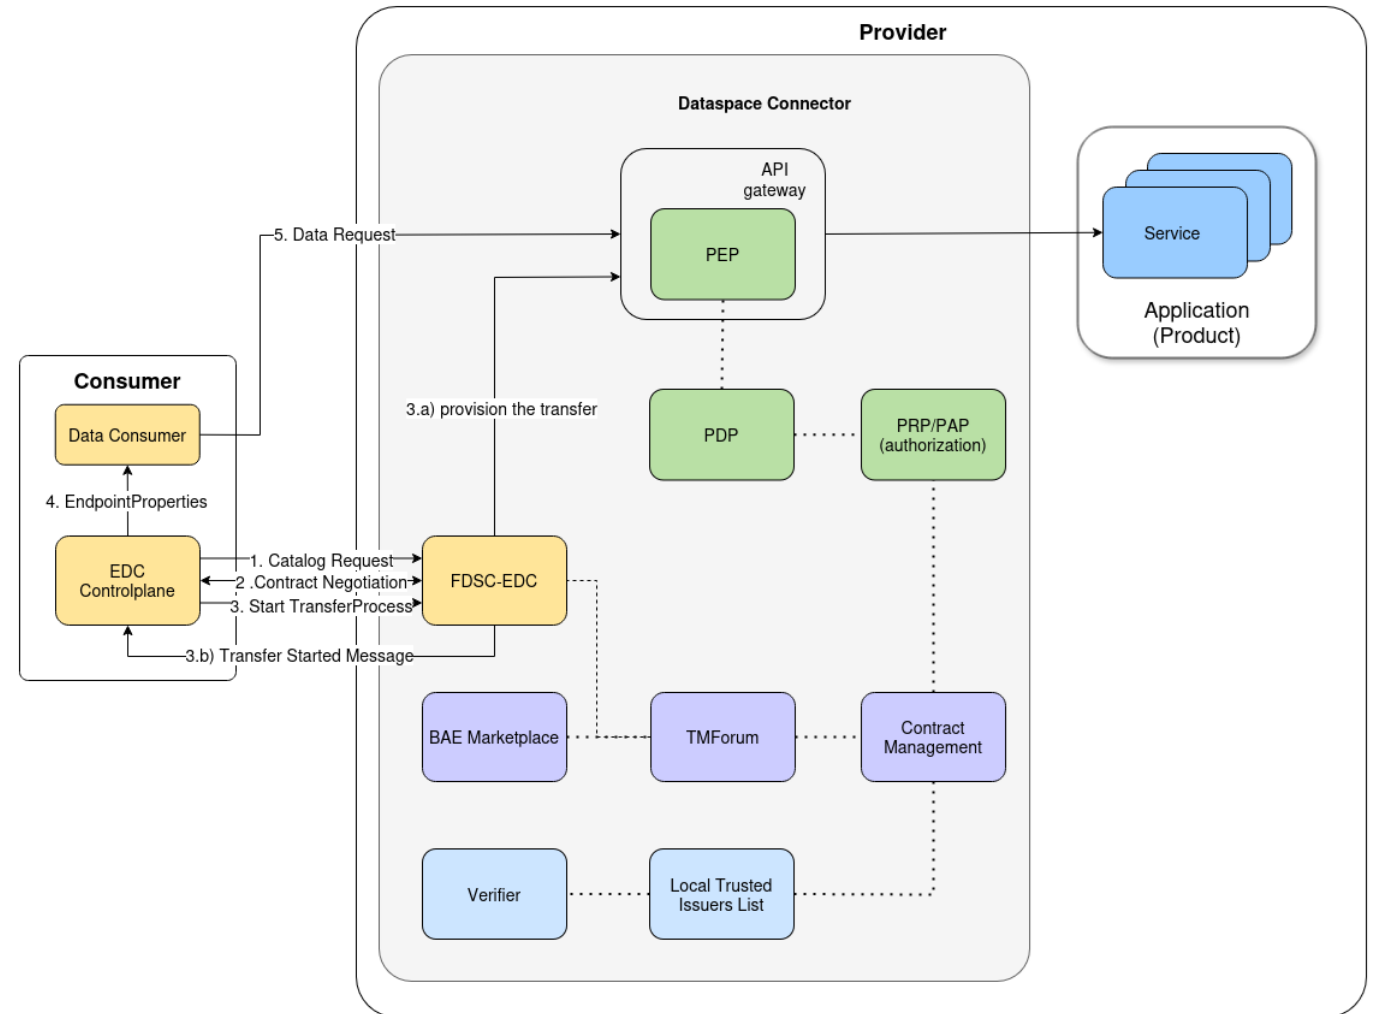 Provider
Dataspace Connector
API
gateway
PEP
5. Data Request
Service
Application
(Product)
Consumer
Data Consumer
3.a) provision the transfer
PDP
PRP/PAP
(authorization)
4. EndpointProperties
EDC
Controlplane
1. Catalog Request
2 .Contract Negotiation
3. Start TransferProcess
FDSC-EDC
3.b) Transfer Started Message
BAE Marketplace
TMForum
Contract
Management
Verifier
Local Trusted
Issuers List